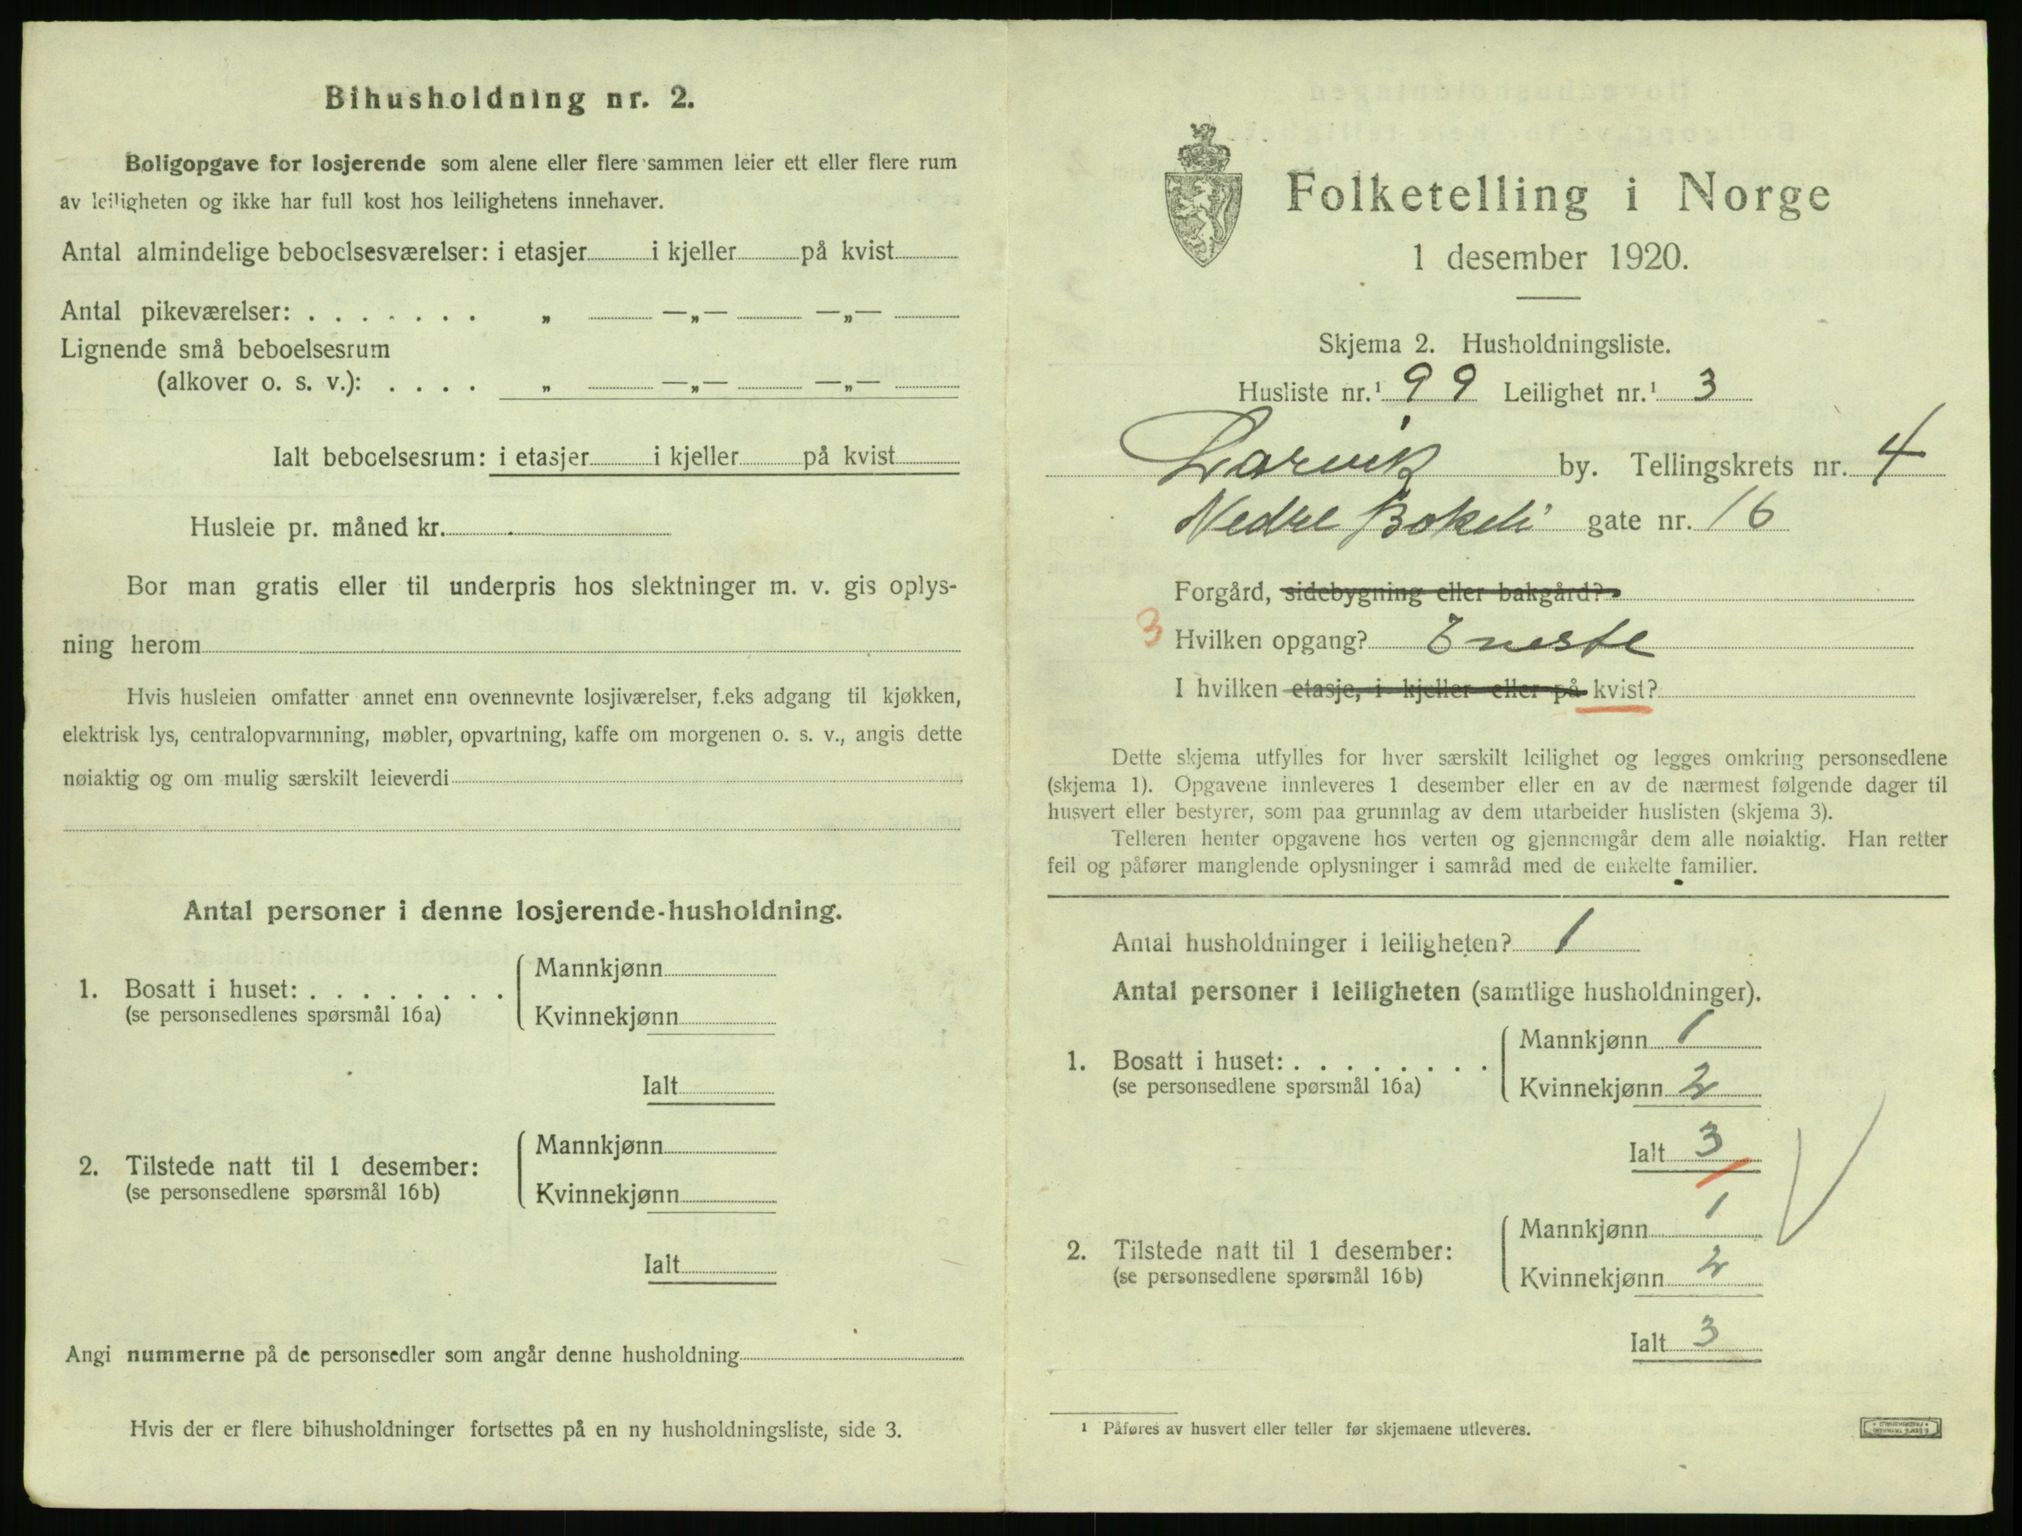 Bihusholdning nr. 2.
Boligopgave for losjerende som alene eller flere sammen leier ett eller flere rum
av leiligheten og ikke har full kost hos leilighetens innehaver.
Antal almindelige beboelsesværelser: i etasjer i kjeller på kvist
Antal pikeværelser: . . . . . . . „ —„— —„—
Lignende små beboelsesrum
(alkover o. s. v.): . . . . „ —„— —„—
Ialt beboelsesrum: i etasjer i kjeller på kvist
Husleie pr. måned kr.
Bor man gratis eller til underpris hos slektninger m. v. gis oplys-
ning herom
Hvis husleien omfatter annet enn ovennevnte losjiværelser, f.eks adgang til kjøkken,
elektrisk lys, centralopvarmning, møbler, opvartning, kaffe om morgenen o. s. v., angis dette
nøiaktig og om mulig særskilt leieverdi
Antal personer i denne losjerende-husholdning.
1. Bosatt i huset: . . . . . . . .
(se personsedlenes spørsmål 16a)
Mannkjønn
Kvinnekjønn
Ialt
2. Tilstede natt til 1 desember:
(se personsedlene spørsmål 16b)
Mannkjønn
Kvinnekjønn
Ialt
Angi nummerne på de personsedler som angår denne husholdning
Hvis der er flere bihusholdninger fortsettes på en ny husholdningsliste, side 3.
Folketelling i Norge
1 desember 1920.
Skjema 2. Husholdningsliste.
Husliste nr.¹ 99 Leilighet nr.¹ 3
Larvik by. Tellingskrets nr. 4
Nedre Bokeli gate nr. 16
Forgård, sidebygning eller bakgård?
3 Hvilken opgang? Eneste
I hvilken etasje, i kjeller eller på kvist?
Dette skjema utfylles for hver særskilt leilighet og legges omkring personsedlene
(skjema 1). Opgavene innleveres 1 desember eller en av de nærmest følgende dager til
husvert eller bestyrer, som paa grunnlag av dem utarbeider huslisten (skjema 3).
Telleren henter opgavene hos verten og gjennemgår dem alle nøiaktig. Han retter
feil og påfører manglende oplysninger i samråd med de enkelte familier.
Antal husholdninger i leiligheten? 1
Antal personer i leiligheten (samtlige husholdninger).
1. Bosatt i huset: . . . . . . . .
(se personsedlene spørsmål 16a)
Mannkjønn 1
Kvinnekjønn 2
Ialt 3
2. Tilstede natt til 1 desember:
(se personsedlene spørsmål 16b)
Mannkjønn 1
Kvinnekjønn 2
Ialt 3
¹ Påføres av husvert eller teller før skjemaene utleveres.